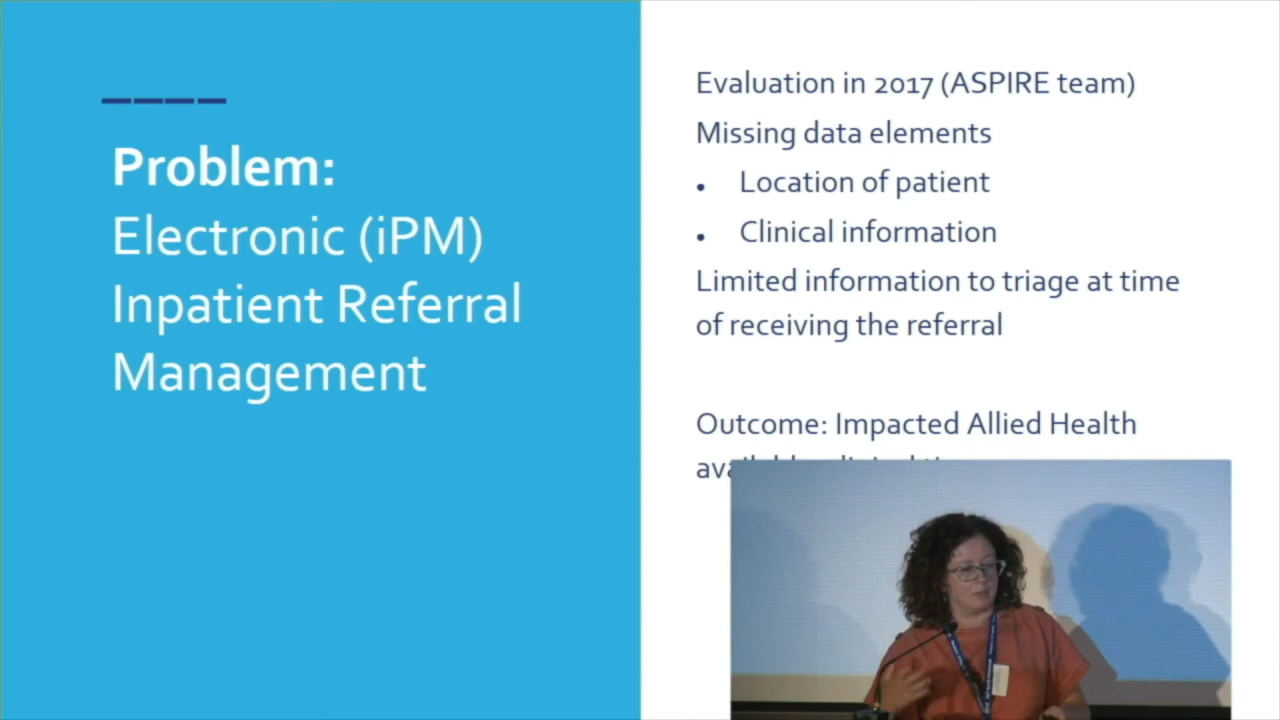 Problem:
Electronic (iPM)
Inpatient Referral
Management
Evaluation in 2017 (ASPIRE team)
Missing data elements
• Location of patient
• Clinical information
Limited information to triage at time
of receiving the referral
Outcome: Impacted Allied Health